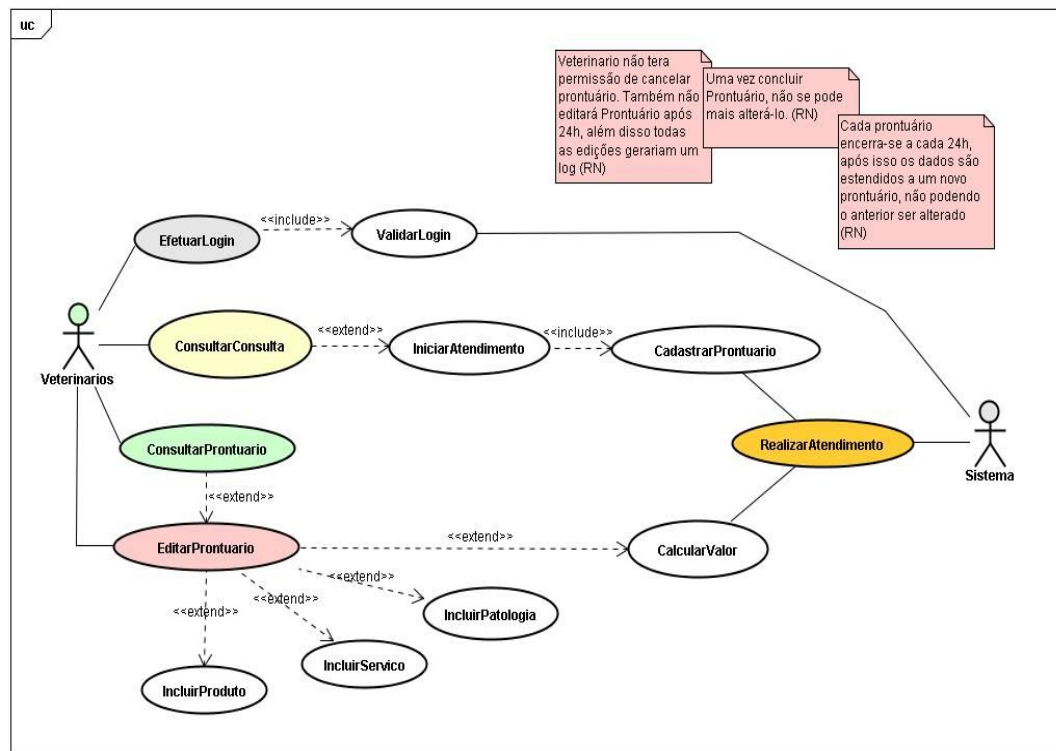 uc
Veterinario não tera
permissão de cancelar
prontuário. Também não
editará Prontuário após
24h, além disso todas
as edições gerariam um
log (RN)
Uma vez concluir
Prontuário, não se pode
mais alterá-lo. (RN)
Cada prontuário
encerra-se a cada 24h,
após isso os dados são
estendidos a um novo
prontuário, não podendo
o anterior ser alterado
(RN)
EfetuarLogin
<<include>>
ValidarLogin
ConsultarConsulta
<<extend>>
IniciarAtendimento
<<include>>
CadastrarProntuario
Veterinarios
ConsultarProntuario
RealizarAtendimento
Sistema
<<extend>>
EditarProntuario
<<extend>>
CalcularValor
<<extend>>
<<extend>>
<<extend>>
IncluirPatologia
IncluirServico
IncluirProduto